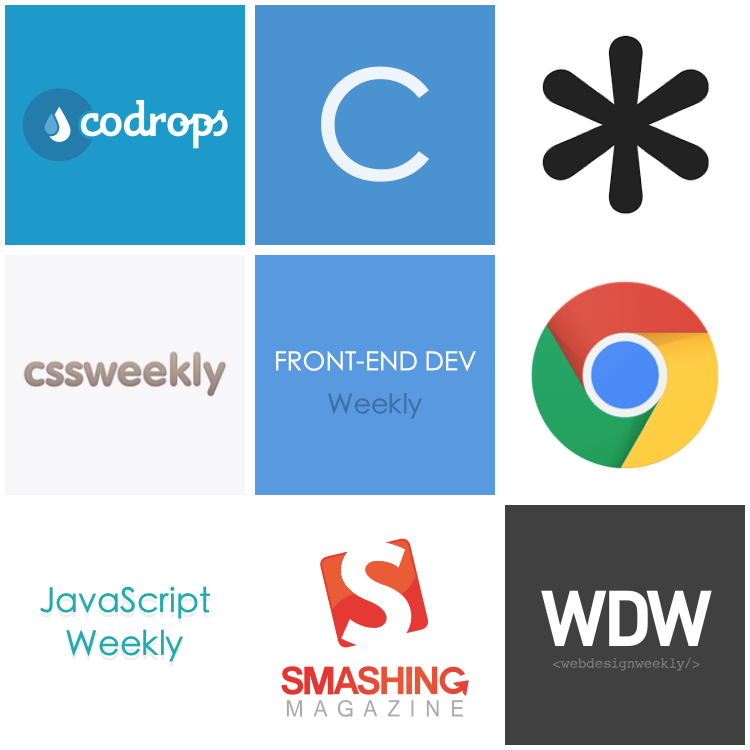 codrops
C
cssweekly
FRONT-END DEV
Weekly
JavaScript
Weekly
S
SMASHING
MAGAZINE
WDW
<webdesignweekly/>